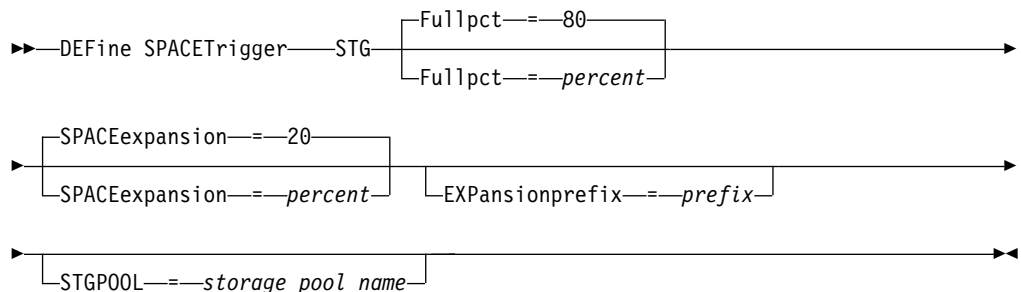 Fullpct = 80
DEFine SPACETrigger STG
Fullpct = percent
SPACEexpansion = 20
SPACEexpansion = percent
EXPansionprefix = prefix
STGPOOL = storage pool name